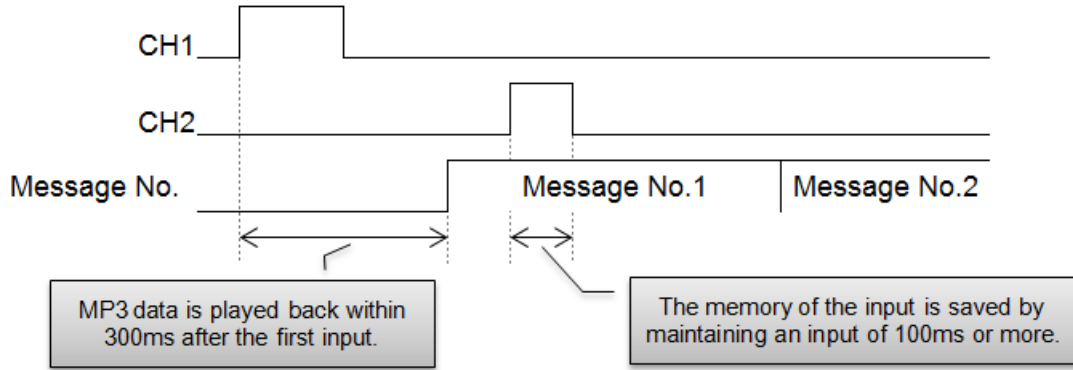 CH1
CH2
Message No.
Message No.1
Message No.2
MP3 data is played back within
300ms after the first input.
The memory of the input is saved by
maintaining an input of 100ms or more.